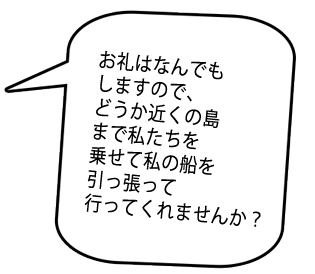 お礼はなんでも
しますので、
どうか近くの島
まで私たちを
乗せて私の船を
引っ張って
行ってくれませんか？